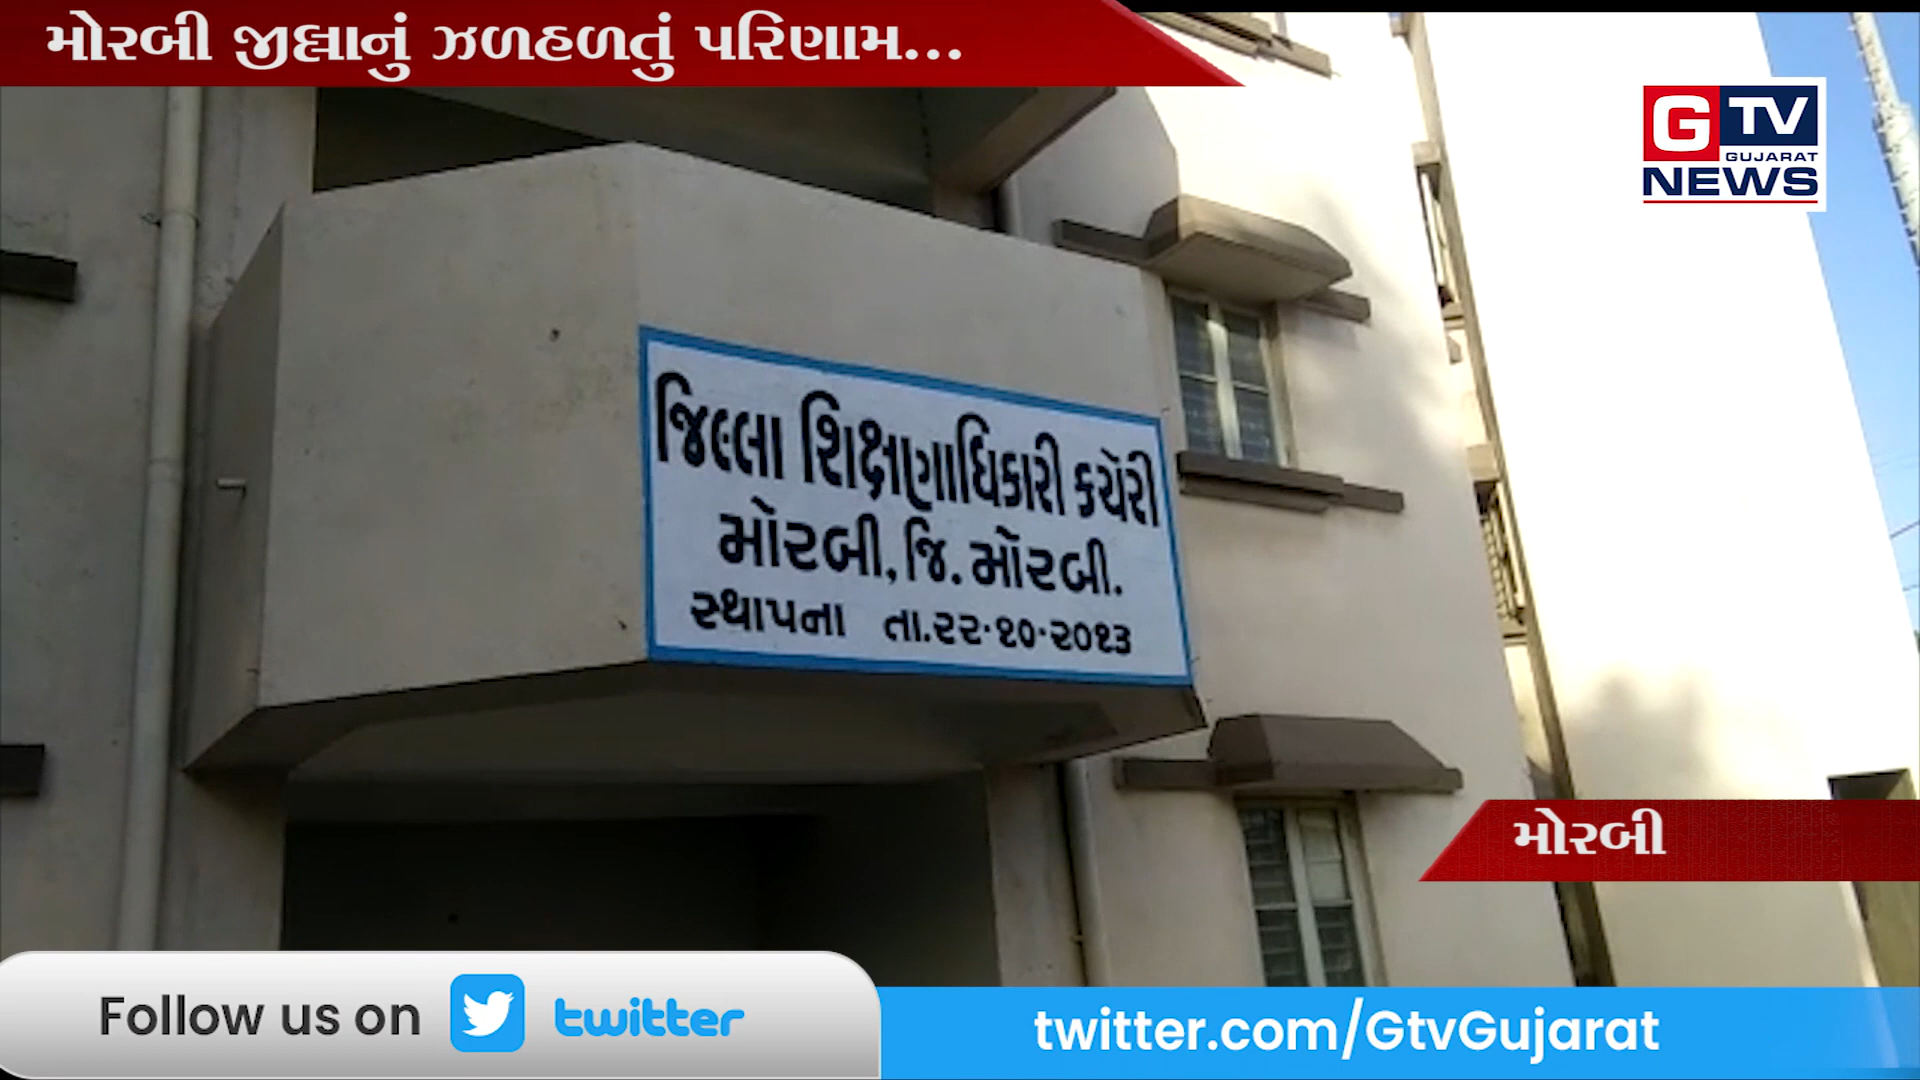 મોરબી જીલ્લાનું ઝળહળતું પરિણામ...
G TV
GUJARAT
NEWS
જિલ્લા શિક્ષણાધિકારી કચેરી
મોરબી, જિ. મોરબી.
સ્થાપના તા.૨૨-૧૦-૨૦૧૩
મોરબી
Follow us on twitter
twitter.com/GtvGujarat